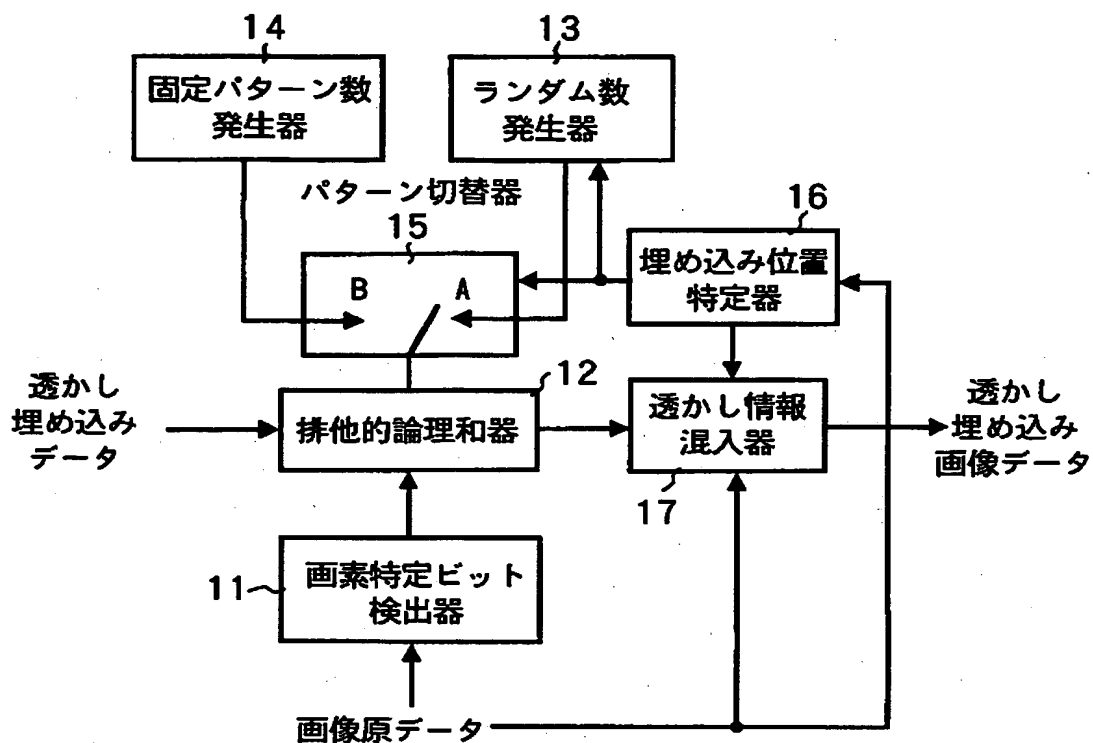 14
固定パターン数
発生器
13
ランダム数
発生器
パターン切替器
15
B
A
16
埋め込み位置
特定器
透かし
埋め込み
データ
12
排他的論理和器
透かし情報
混入器
17
透かし
埋め込み
画像データ
11
画素特定ビット
検出器
画像原データ